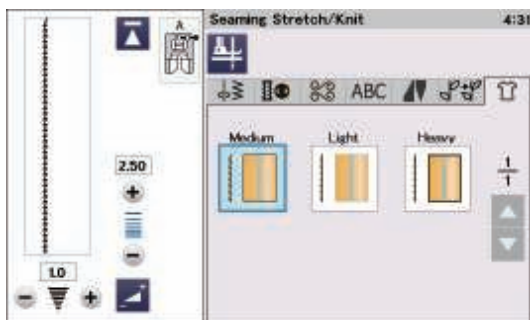 Seaming Stretch/Knit 4:31
A
ABC
Medium Light Heavy
2.50
1
1
1.0